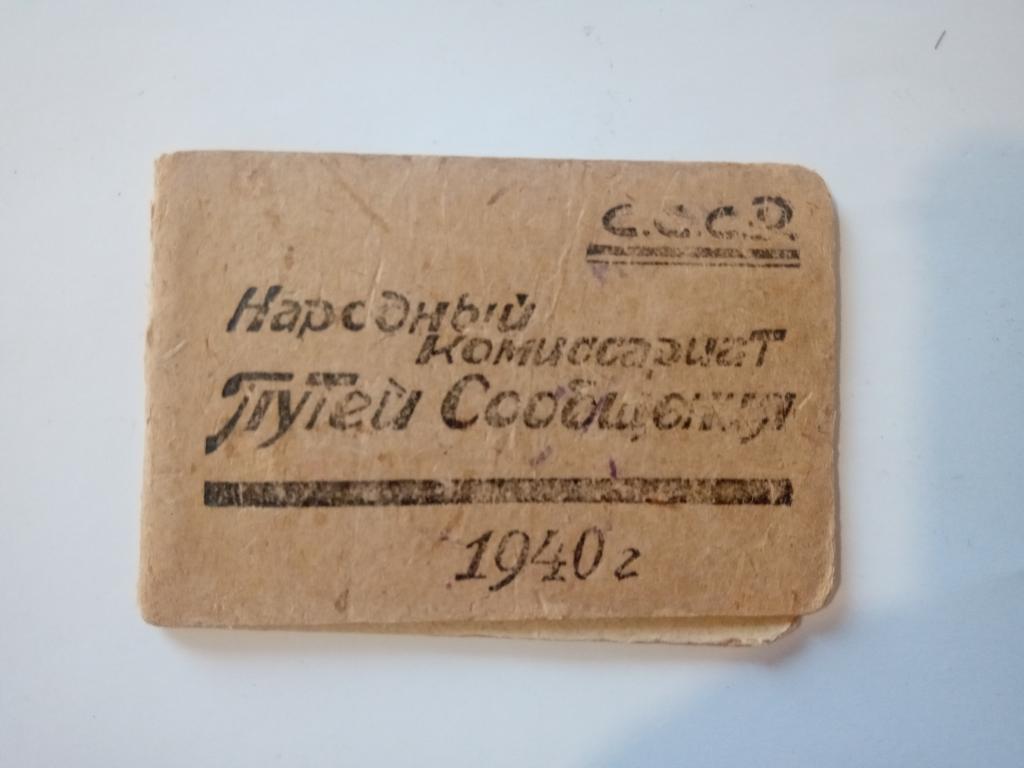 С.С.С.Р.
Народный
Комиссариат
Путей Сообщения
1940 г